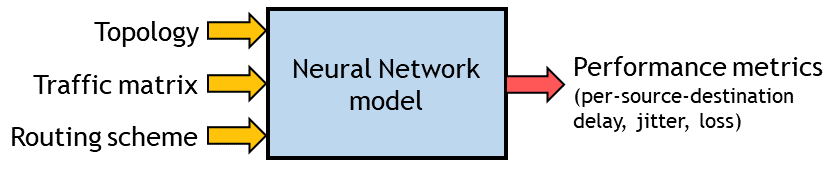 Topology
Traffic matrix
Routing scheme
Neural Network
model
Performance metrics
(per-source-destination
delay, jitter, loss)